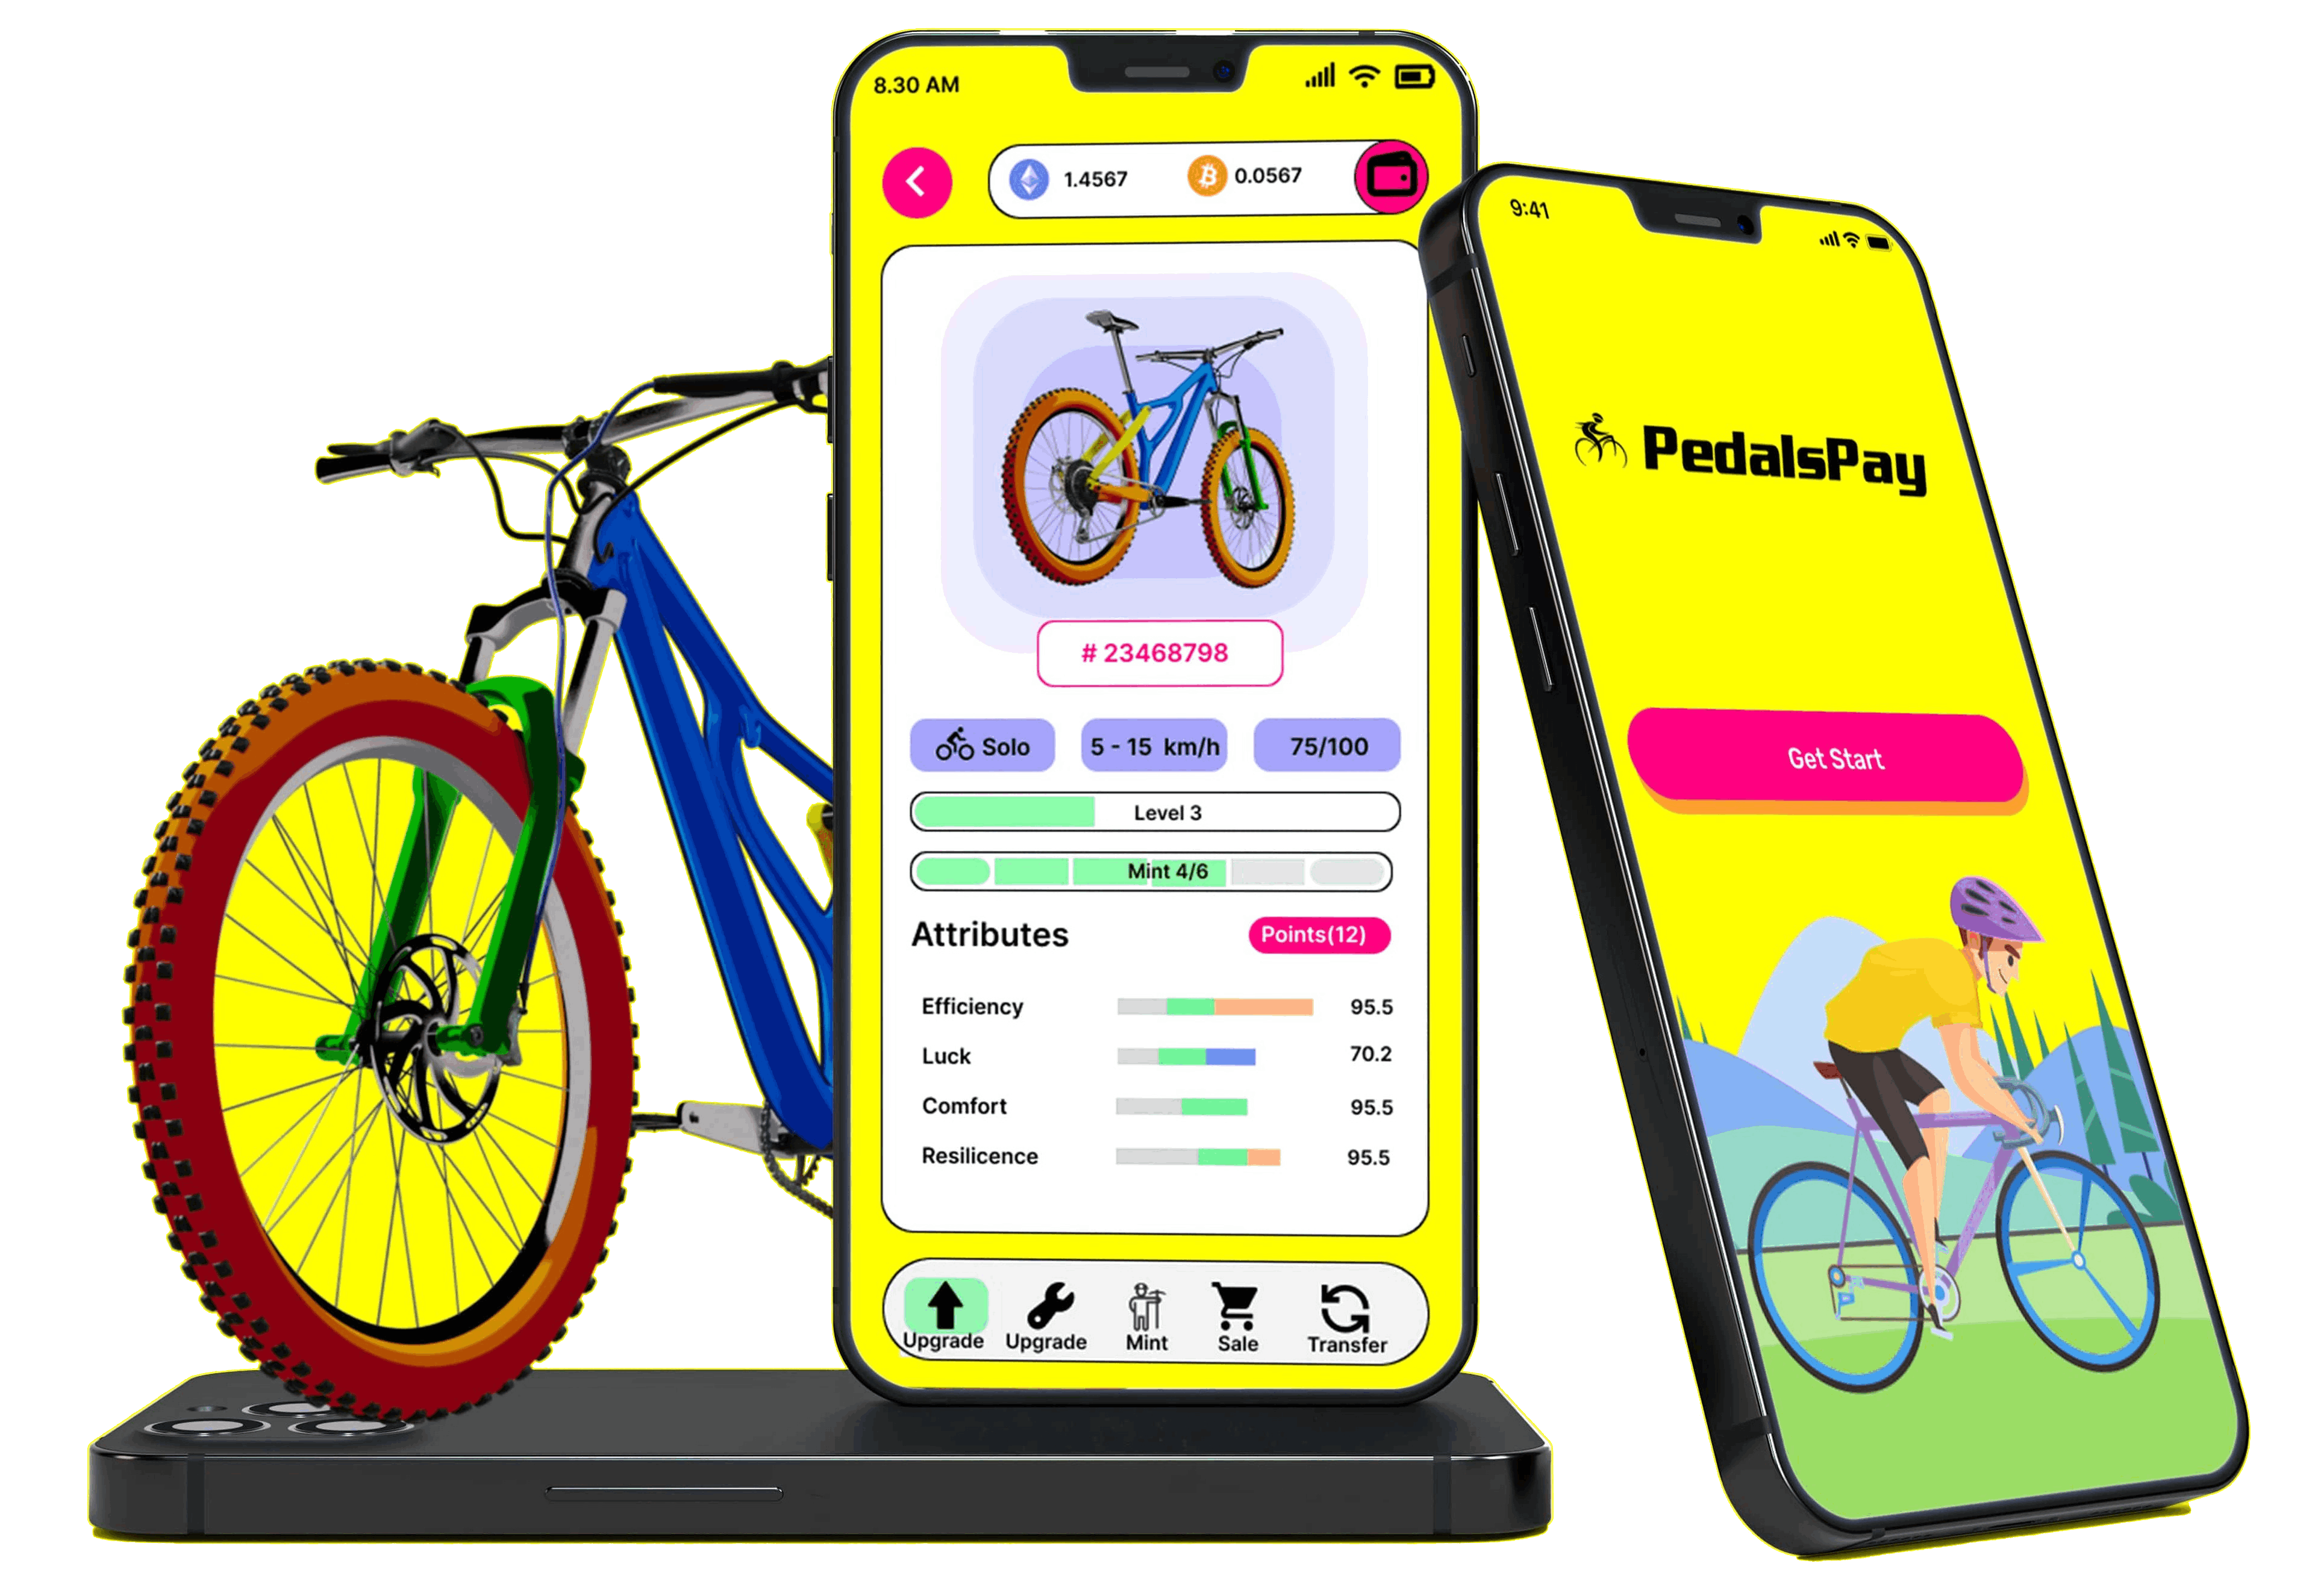 8.30 AM
1.4567 0.0567
# 23468798
Solo 5 - 15 km/h 75/100
Level 3
Mint 4/6
Attributes Points(12)
Efficiency 95.5
Luck 70.2
Comfort 95.5
Resilicence 95.5
Upgrade Upgrade Mint Sale Transfer
9:41
PedalsPay
Get Start